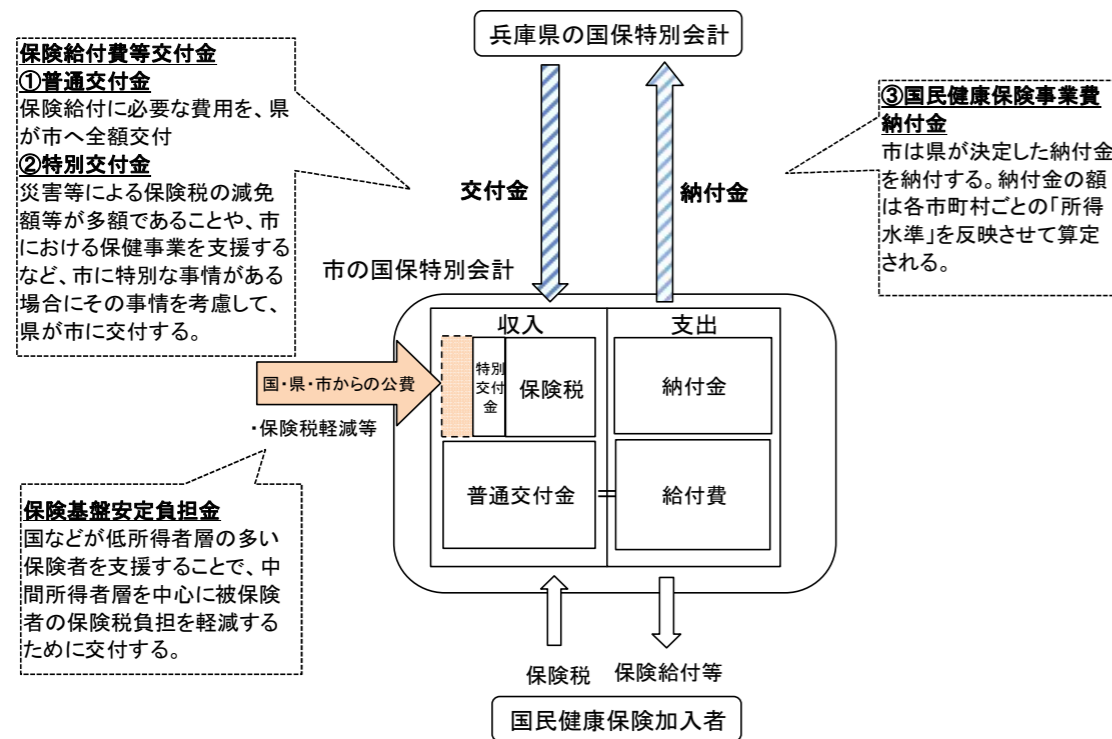 兵庫県の国保特別会計
保険給付費等交付金
①普通交付金
保険給付に必要な費用を、県
が市へ全額交付
②特別交付金
災害等による保険税の減免
額等が多額であることや、市
における保健事業を支援する
など、市に特別な事情がある
場合にその事情を考慮して、
県が市に交付する。
③国民健康保険事業費
納付金
市は県が決定した納付金
を納付する。納付金の額
は各市町村ごとの「所得
水準」を反映させて算定
される。
交付金
納付金
市の国保特別会計
収入
支出
国・県・市からの公費
・保険税軽減等
特別
交付
金
保険税
納付金
普通交付金
=
給付費
保険基盤安定負担金
国などが低所得者層の多い
保険者を支援することで、中
間所得者層を中心に被保険
者の保険税負担を軽減する
ために交付する。
保険税
保険給付等
国民健康保険加入者